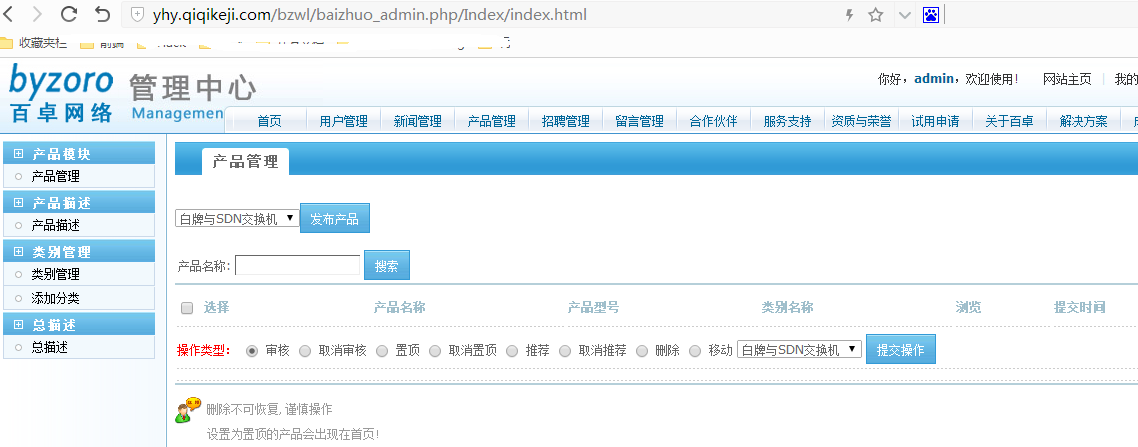 yhy.qiqikeji.com/bzwl/baizhuo_admin.php/Index/index.html
收藏夹栏
byzoro 管理中心
百卓网络 Management
你好，admin，欢迎使用！ 网站主页 | 我的
首页 用户管理 新闻管理 产品管理 招聘管理 留言管理 合作伙伴 服务支持 资质与荣誉 试用申请 关于百卓 解决方案
产品模块
产品管理
产品描述
产品描述
类别管理
类别管理
添加分类
总描述
总描述
产品管理
白牌与SDN交换机 发布产品
产品名称: 搜索
选择 产品名称 产品型号 类别名称 浏览 提交时间
操作类型： 审核 取消审核 置顶 取消置顶 推荐 取消推荐 删除 移动 白牌与SDN交换机 提交操作
删除不可恢复, 谨慎操作
设置为置顶的产品会出现在首页!